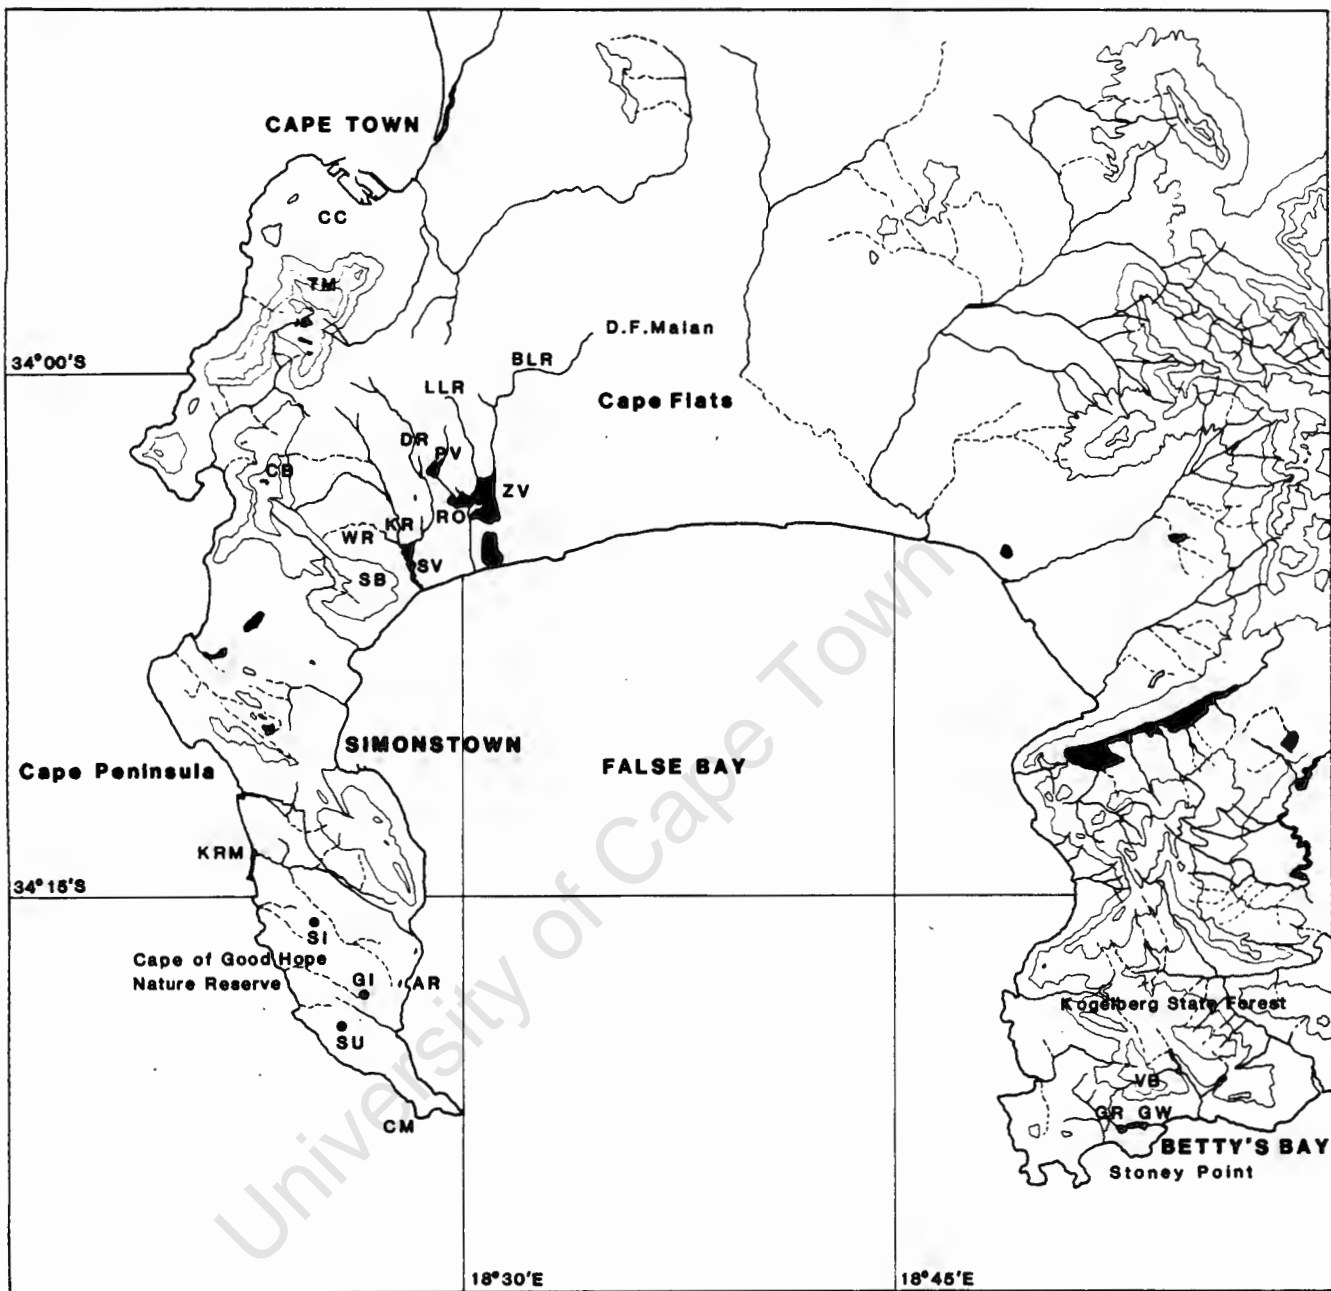 CAPE TOWN
CC
TM
D.F.Malan
34°00'S
BLR
LLR
Cape Flats
DR
PV
CB
ZV
RO
KR
WR
SV
SB
SIMONSTOWN
FALSE BAY
Cape Peninsula
KRM
34°15'S
SI
Cape of Good Hope
Nature Reserve
GI
AR
Kogelberg State Forest
SU
VB
CM
GR GW
BETTY'S BAY
Stoney Point
18°30'E
18°45'E
University of Cape Town